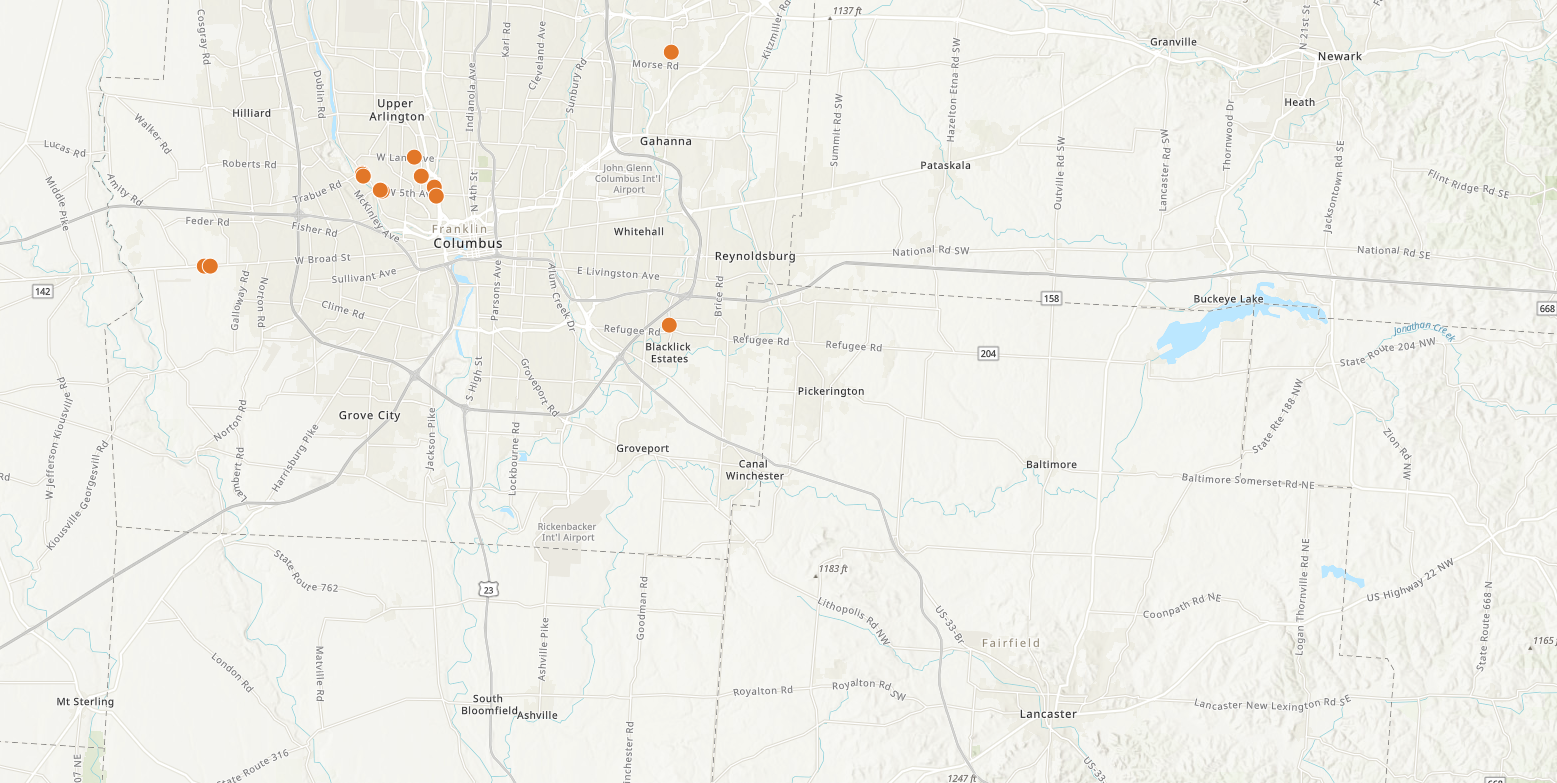 1137 ft
Cosgray Rd
Karl Rd
Cleveland Ave
Kitzmiller Rd
N 21st St
Granville
Newark
Morse Rd
Hazelton Etna Rd SW
Dublin Rd
Indianola Ave
Sunbury Rd
Hilliard
Upper
Arlington
Summit Rd SW
Thornwood Dr
Heath
Walker Rd
Gahanna
Lucas Rd
Roberts Rd
Pataskala
Outville Rd SW
Lancaster Rd SW
Jacksontown Rd SE
Flint Ridge Rd SE
John Glenn
Columbus Int'l
Airport
Middle Pike
Amity Rd
Trabue Rd
McKinley Ave
N 4th St
Feder Rd
Fisher Rd
Franklin
Columbus
Whitehall
Reynoldsburg
National Rd SW
National Rd SE
W Broad St
Sullivant Ave
E Livingston Ave
142
Galloway Rd
Norton Rd
Clime Rd
Parsons Ave
Alum Creek Dr
Brice Rd
158
Buckeye Lake
668
Refugee Rd
Refugee Rd
Refugee Rd
Jonathan Creek
State Route 204 NW
Blacklick
Estates
204
S High St
Groveport Rd
Pickerington
State Rte 188 NW
Grove City
Norton Rd
Jackson Pike
W Jefferson Kiousville Rd
Kiousville Georgesville Rd
Lambert Rd
Harrisburg Pike
Lockbourne Rd
Groveport
Canal
Winchester
Baltimore
Zion Rd NW
Baltimore Somerset Rd NE
Rickenbacker
Int'l Airport
State Route 762
23
Goodman Rd
1183 ft
Lithopolis Rd NW
US-33-Br
Fairfield
Coonpath Rd NE
Logan Thornville Rd NE
US Highway 22 NW
State Route 668 N
London Rd
Matville Rd
Ashville Pike
Royalton Rd
Royalton Rd SW
Mt Sterling
South
Bloomfield
Ashville
Lancaster
Lancaster New Lexington Rd SE
State Route 316
1247 ft
US-33-